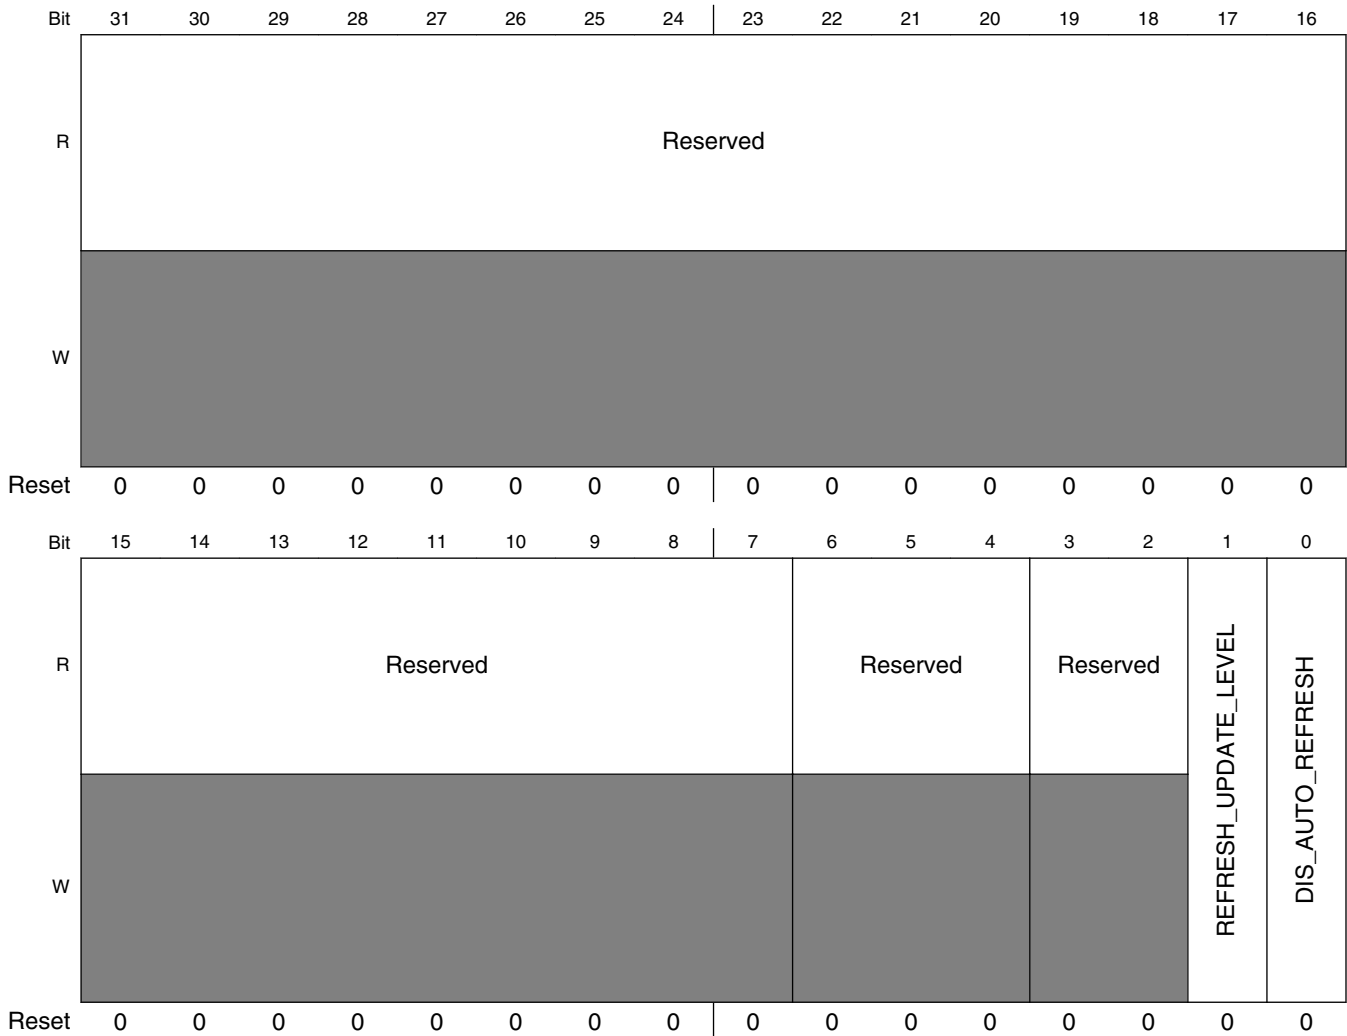 Bit 31 30 29 28 27 26 25 24 23 22 21 20 19 18 17 16
R Reserved
W
Reset 0 0 0 0 0 0 0 0 0 0 0 0 0 0 0 0
Bit 15 14 13 12 11 10 9 8 7 6 5 4 3 2 1 0
R Reserved Reserved Reserved
REFRESH_UPDATE_LEVEL
DIS_AUTO_REFRESH
W
Reset 0 0 0 0 0 0 0 0 0 0 0 0 0 0 0 0